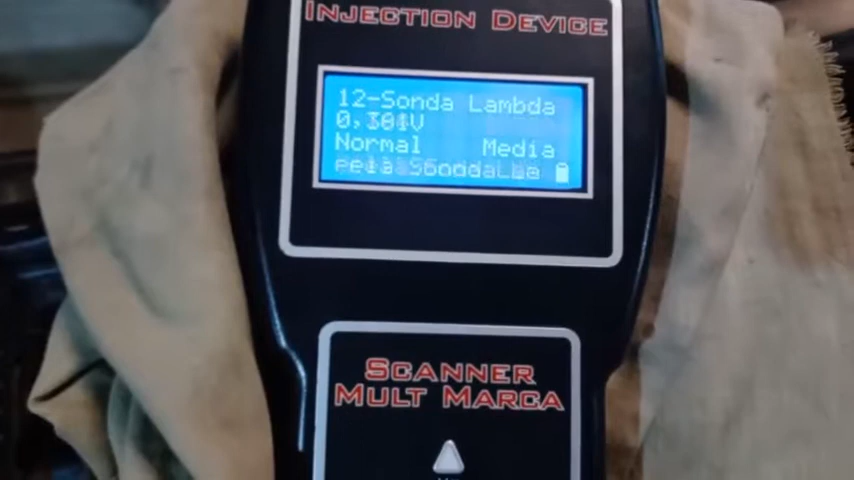 INJECTION DEVICE
12-Sonda Lambda
Normal Media
SCANNER
MULT MARCA